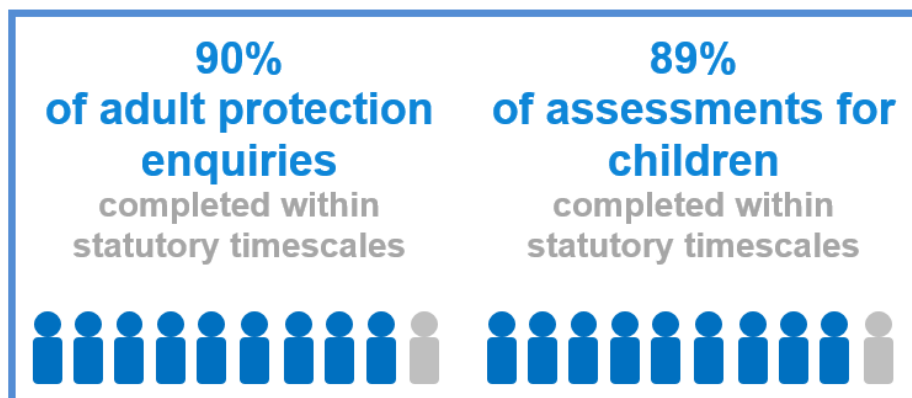 90%
of adult protection
enquiries
completed within
statutory timescales
89%
of assessments for
children
completed within
statutory timescales